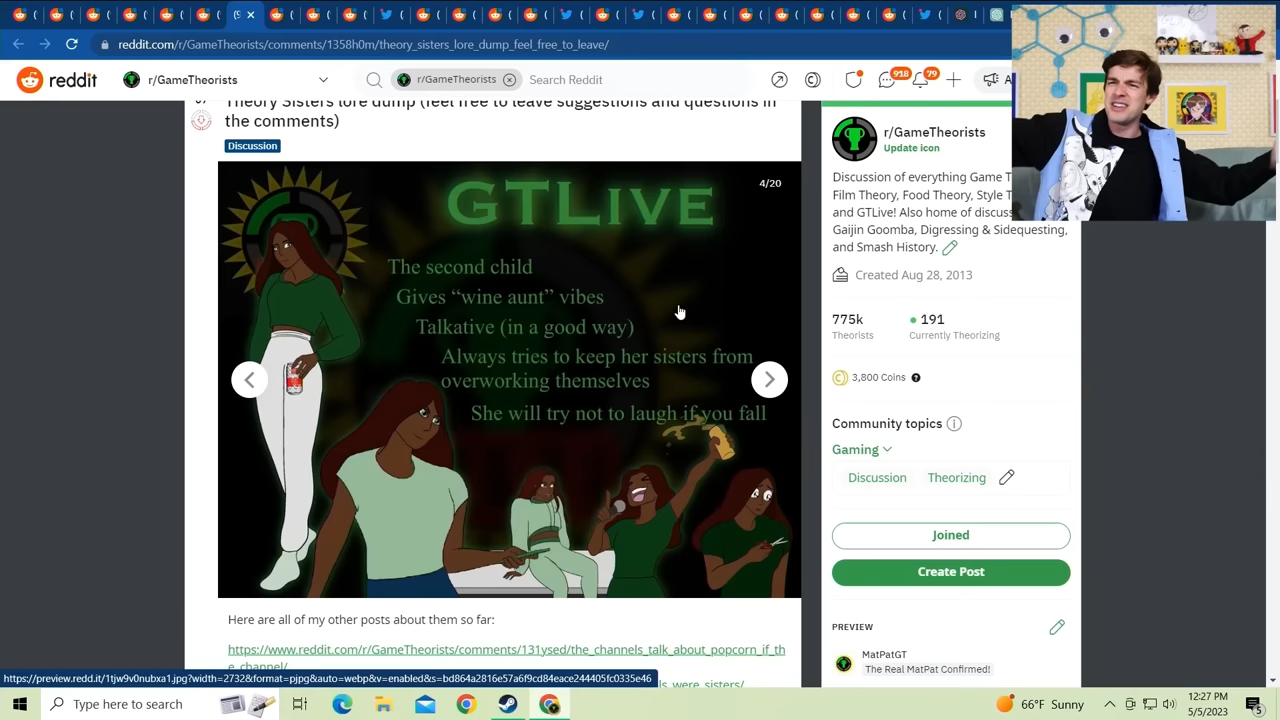 reddit.com/r/GameTheorists/comments/1358h0m/theory_sisters_lore_dump_feel_free_to_leave/
reddit
r/GameTheorists
r/GameTheorists
Search Reddit
918
79
Theory Sisters lore dump (feel free to leave suggestions and questions in
the comments)
Discussion
4/20
GTLIVE
The second child
Gives “wine aunt” vibes
Talkative (in a good way)
Always tries to keep her sisters from
overworking themselves
She will try not to laugh if you fall
Here are all of my other posts about them so far:
https://www.reddit.com/r/GameTheorists/comments/131ysed/the_channels_talk_about_popcorn_if_th
e_channel/
ls_were_sisters/
https://preview.redd.it/1tjw9v0nubxa1.jpg?width=2732&format=pjpg&auto=webp&v=enabled&s=bd864a2816e57a6f9cd84eace244405fc0335e46
r/GameTheorists
Update icon
Discussion of everything Game T
Film Theory, Food Theory, Style T
and GTLive! Also home of discus
Gaijin Goomba, Digressing & Sidequesting,
and Smash History.
Created Aug 28, 2013
775k
191
Theorists
Currently Theorizing
3,800 Coins
Community topics
Gaming
Discussion
Theorizing
Joined
Create Post
PREVIEW
MatPatGT
The Real MatPat Confirmed!
Type here to search
66°F Sunny
12:27 PM
5/5/2023
5